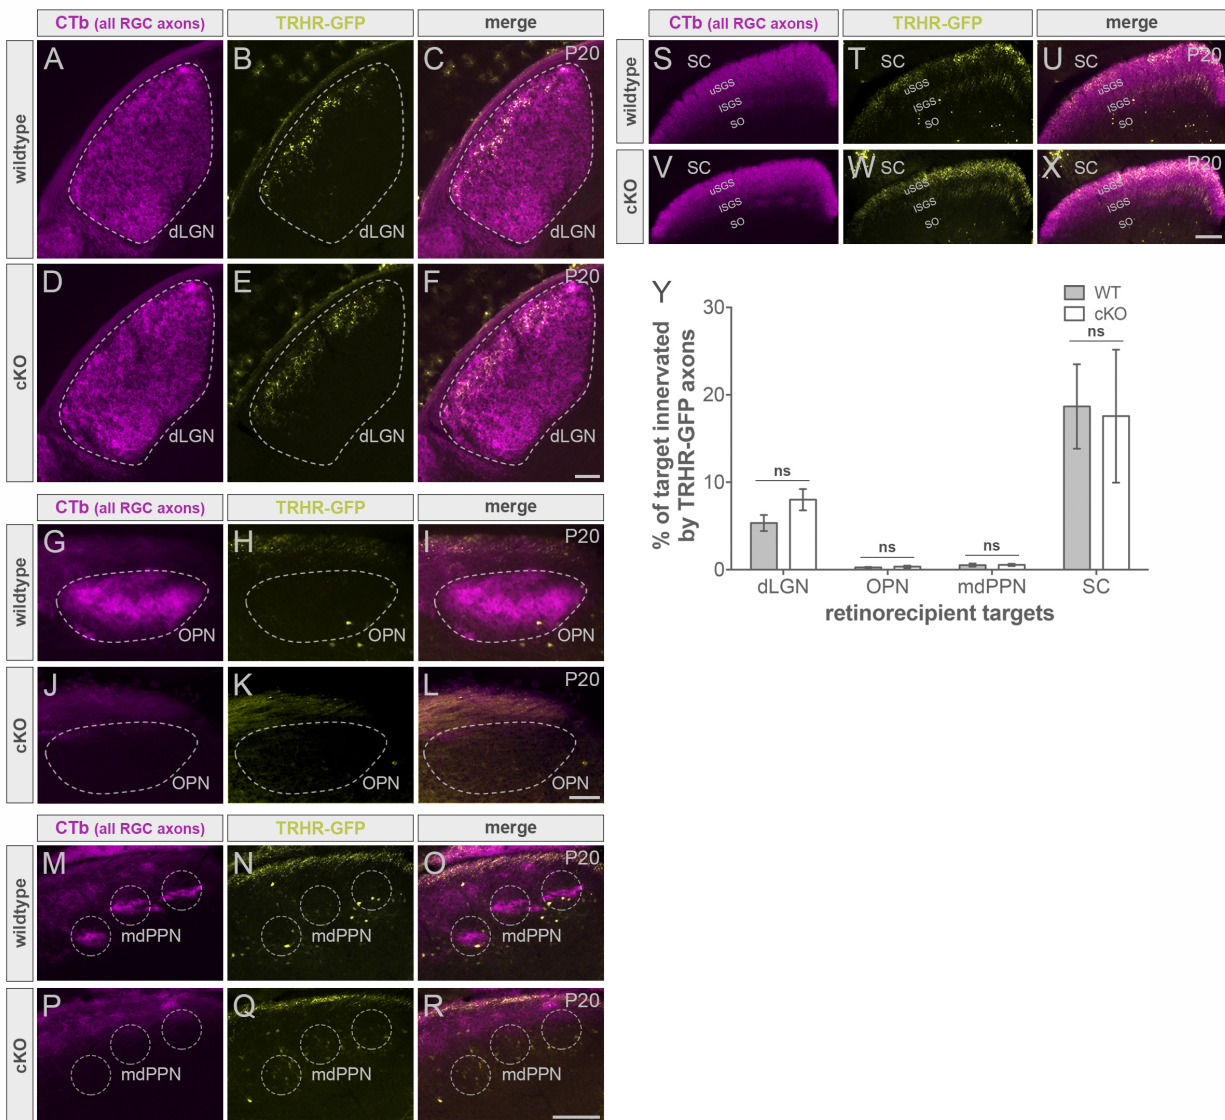 CTb (all RGC axons) TRHR-GFP merge
wildtype
A B C P20
dLGN dLGN dLGN
cKO
D E F P20
dLGN dLGN dLGN
CTb (all RGC axons) TRHR-GFP merge
wildtype
G H I P20
OPN OPN OPN
cKO
J K L P20
OPN OPN OPN
CTb (all RGC axons) TRHR-GFP merge
wildtype
M N O P20
mdPPN mdPPN mdPPN
cKO
P Q R P20
mdPPN mdPPN mdPPN
CTb (all RGC axons) TRHR-GFP merge
wildtype
S SC T SC U SC P20
uSGS uSGS uSGS
lSGS lSGS lSGS
SO SO SO
cKO
V SC W SC X SC P20
uSGS uSGS uSGS
lSGS lSGS lSGS
SO SO SO
Y
WT
cKO
% of target innervated
by TRHR-GFP axons
30
20
10
0
ns ns ns ns
dLGN OPN mdPPN SC
retinorecipient targets